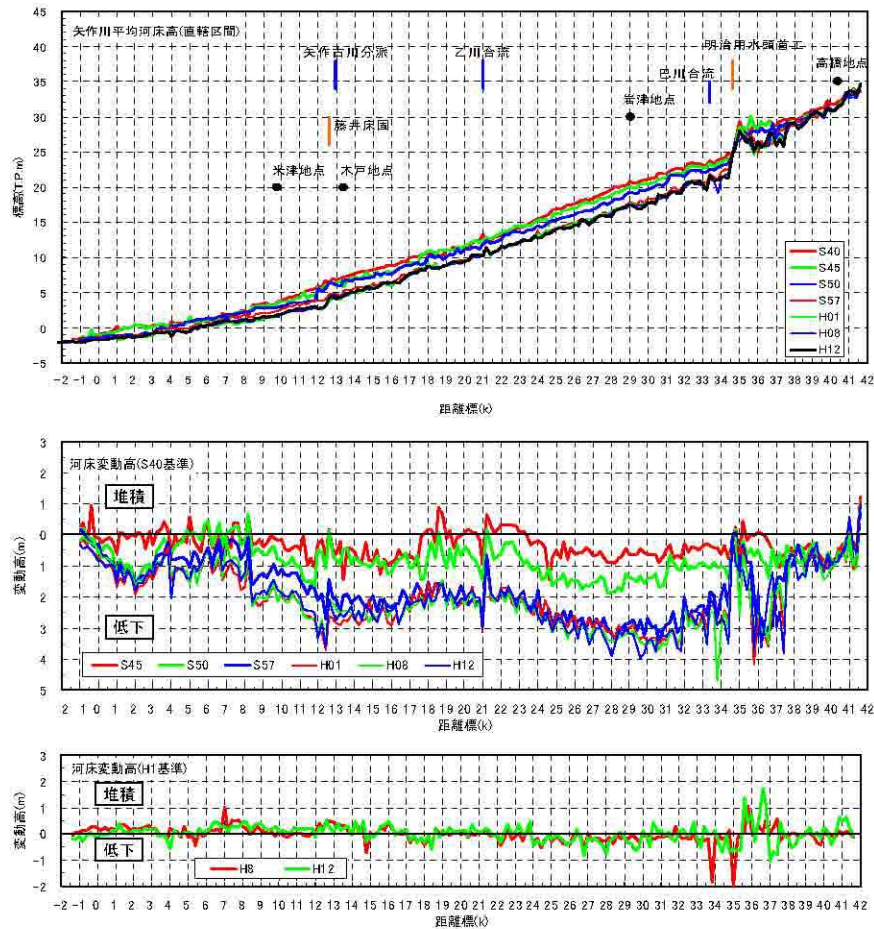 45
40
35
30
25
20
15
10
5
0
-5
標高(T.P.m)
矢作川平均河床高(直轄区間)
矢作古川分派
乙川合流
明治用水頭首工
巴川合流
高橋地点
岩津地点
藤井床固
米津地点
木戸地点
S40
S45
S50
S57
H01
H08
H12
-2 -1 0 1 2 3 4 5 6 7 8 9 10 11 12 13 14 15 16 17 18 19 20 21 22 23 24 25 26 27 28 29 30 31 32 33 34 35 36 37 38 39 40 41 42
距離標(k)
3
2
1
0
1
2
3
4
5
変動高(m)
河床変動高(S40基準)
堆積
低下
S45 S50 S57 H01 H08 H12
2 1 0 1 2 3 4 5 6 7 8 9 10 11 12 13 14 15 16 17 18 19 20 21 22 23 24 25 26 27 28 29 30 31 32 33 34 35 36 37 38 39 40 41 42
距離標(k)
3
2
1
0
-1
-2
変動高(m)
河床変動高(H1基準)
堆積
低下
H8 H12
-2 -1 0 1 2 3 4 5 6 7 8 9 10 11 12 13 14 15 16 17 18 19 20 21 22 23 24 25 26 27 28 29 30 31 32 33 34 35 36 37 38 39 40 41 42
距離標(k)